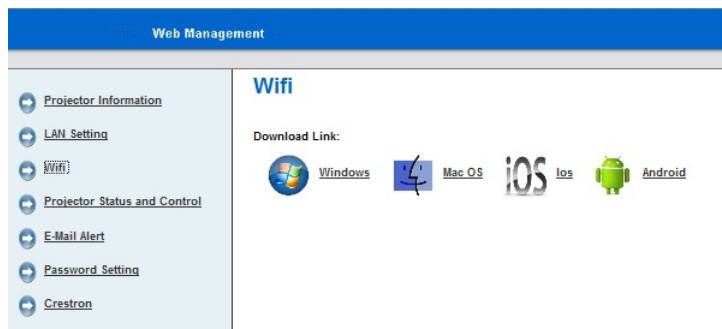 Web Management
Projector Information
LAN Setting
Wifi
Projector Status and Control
E-Mail Alert
Password Setting
Crestron
Wifi
Download Link:
Windows
Mac OS
iOS
Ios
Android